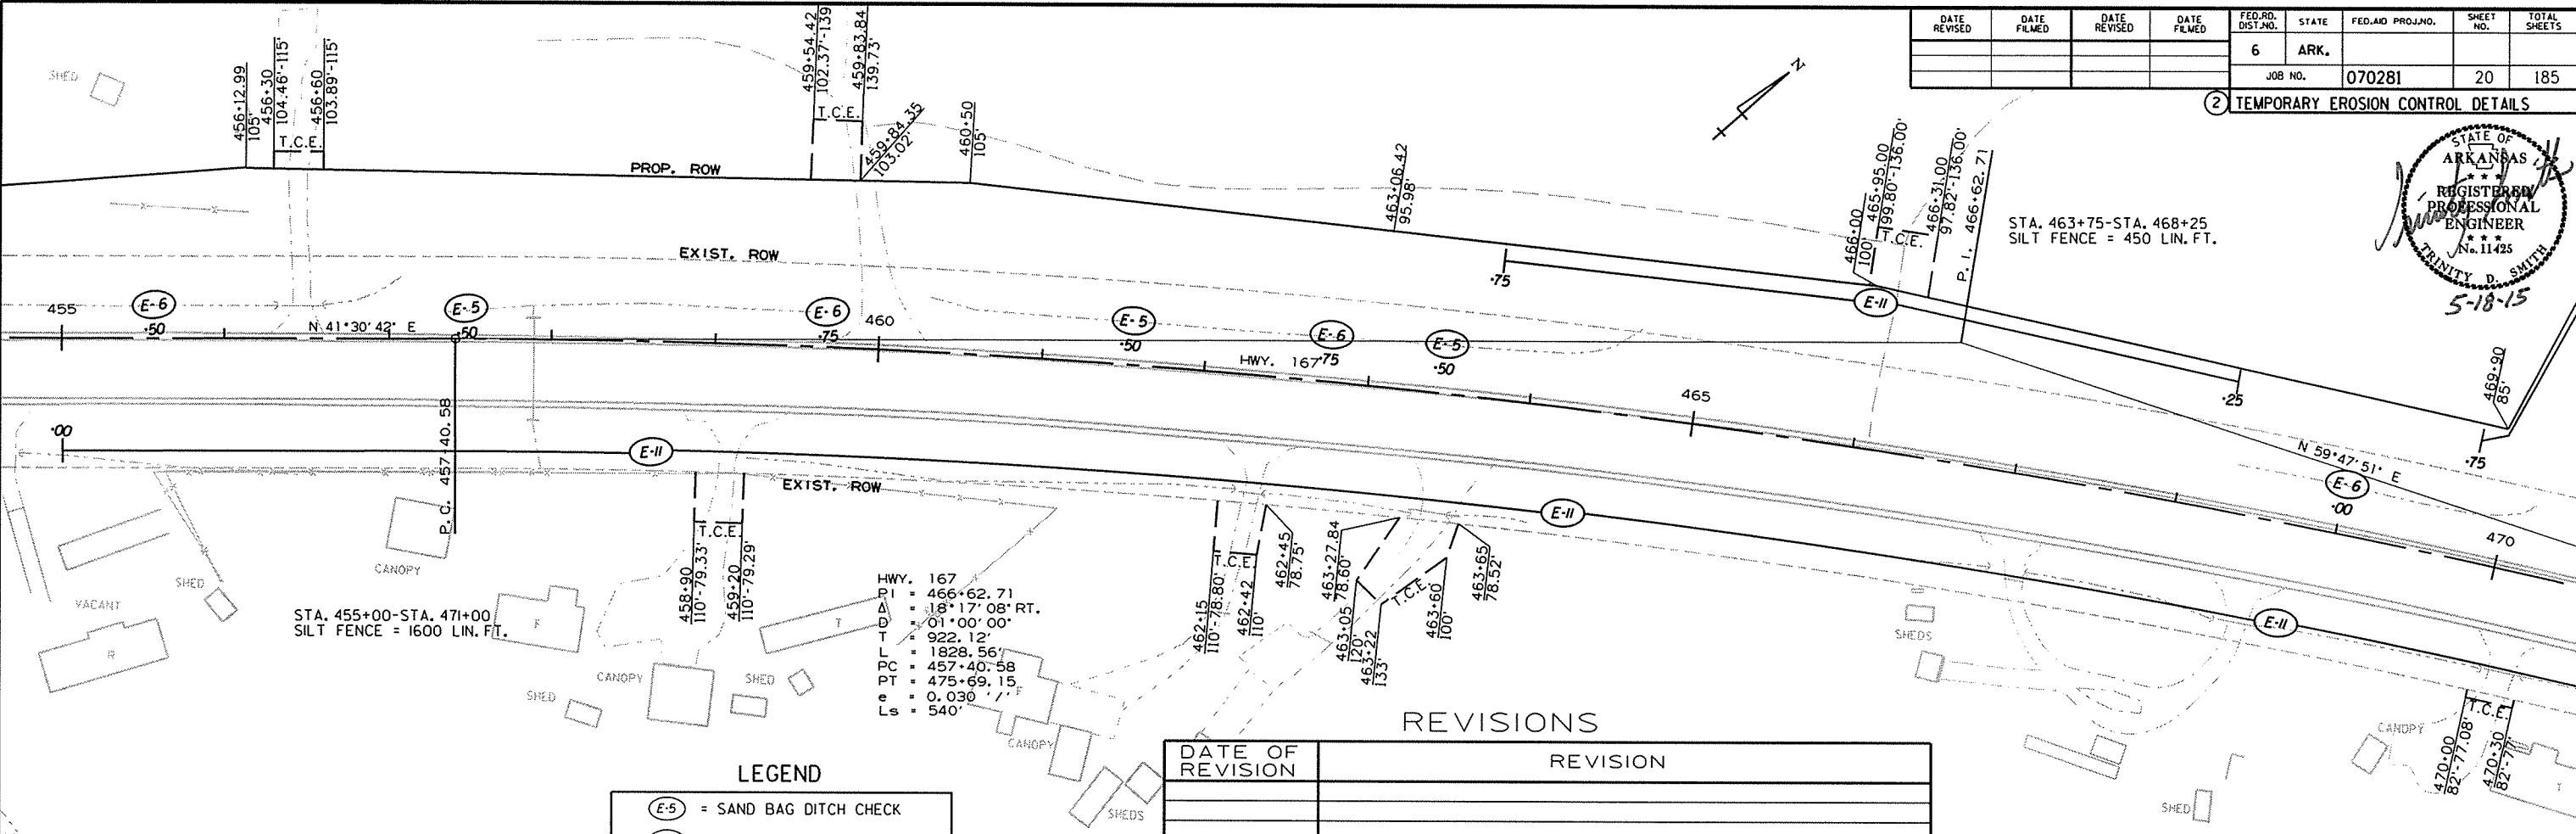 DATE REVISED
DATE FILMED
DATE REVISED
DATE FILMED
FED.RD. DIST.NO.
STATE
FED.AID PROJ.NO.
SHEET NO.
TOTAL SHEETS
6
ARK.
JOB NO.
070281
20
185
2 TEMPORARY EROSION CONTROL DETAILS
STATE OF
ARKANSAS
REGISTERED
PROFESSIONAL
ENGINEER
No. 11425
TRINITY D. SMITH
5-18-15
N
SHED
456+12.99
105'
456+30
104.46'-115'
456+60
103.89'-115'
T.C.E.
459+54.42
102.37'-139
459+83.84
139.73'
T.C.E.
459+84.35
103.02'
460+50
105'
463+06.42
95.98'
466+00
100'
465+95.00
99.80'-136.00'
466+31.00
97.82'-136.00'
T.C.E.
P.I. 466+62.71
STA. 463+75-STA. 468+25
SILT FENCE = 450 LIN. FT.
PROP. ROW
EXIST. ROW
455
E-6
+50
N 41°30'42" E
E-5
+50
E-6
+75
460
E-5
+50
E-6
+75
HWY. 167
E-5
+50
+75
E-11
+25
465
469+90
85'
+75
N 59°47'51" E
E-6
+00
470
+00
P.C. 457+40.58
E-11
EXIST. ROW
E-11
E-11
VACANT
R
SHED
CANOPY
STA. 455+00-STA. 471+00
SILT FENCE = 1600 LIN. FT.
F
SHED
CANOPY
SHED
T
T.C.E.
458+90
110'-79.33'
459+20
110'-79.29'
HWY. 167
PI = 466+62.71
Δ = 18°17'08" RT.
D = 01°00'00"
T = 922.12'
L = 1828.56'
PC = 457+40.58
PT = 475+69.15
e = 0.030 '/'
Ls = 540'
F
CANOPY
SHEDS
T.C.E.
462+15
110'-78.80'
462+42
110'
462+45
78.75'
463+27.84
78.60'
463+05
120'
463+22
133'
T.C.E.
463+60
100'
463+65
78.52'
SHEDS
CANOPY
SHED
T.C.E.
470+00
82'-77.08'
470+30
82'-77'
T
LEGEND
E-5 = SAND BAG DITCH CHECK
REVISIONS
DATE OF REVISION
REVISION